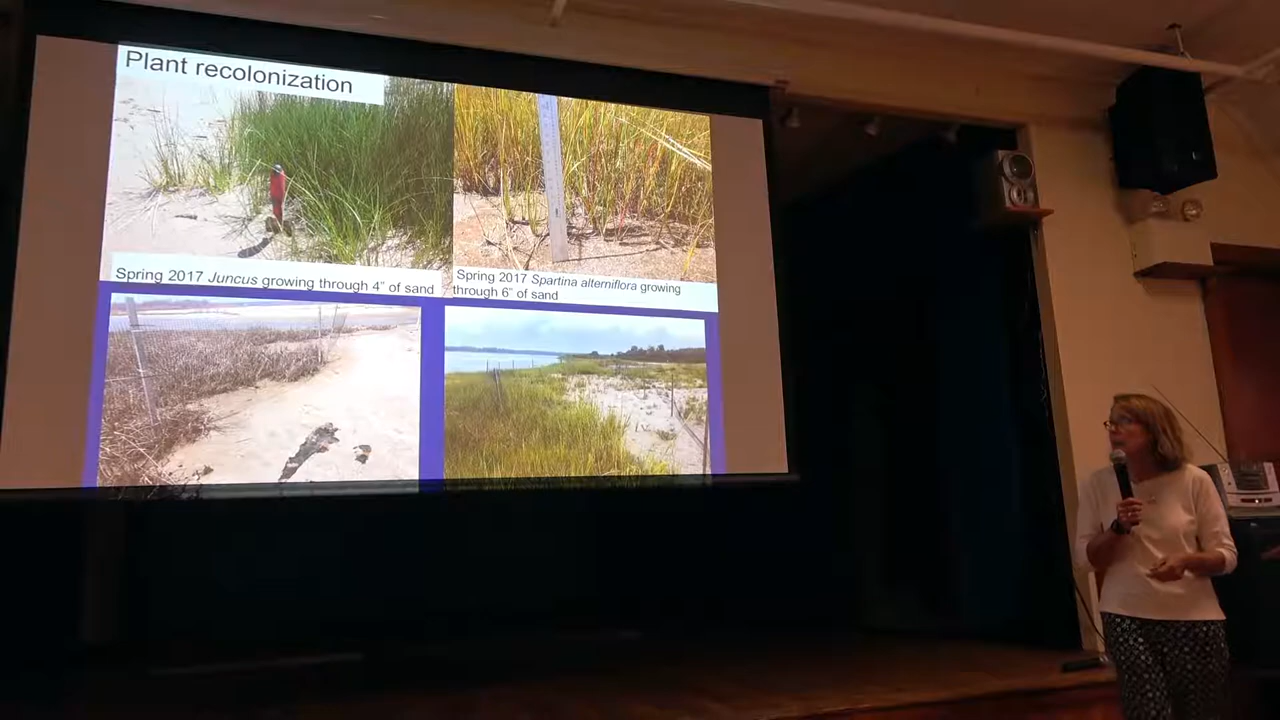 Plant recolonization
Spring 2017 Juncus growing through 4” of sand
Spring 2017 Spartina alterniflora growing
through 6” of sand